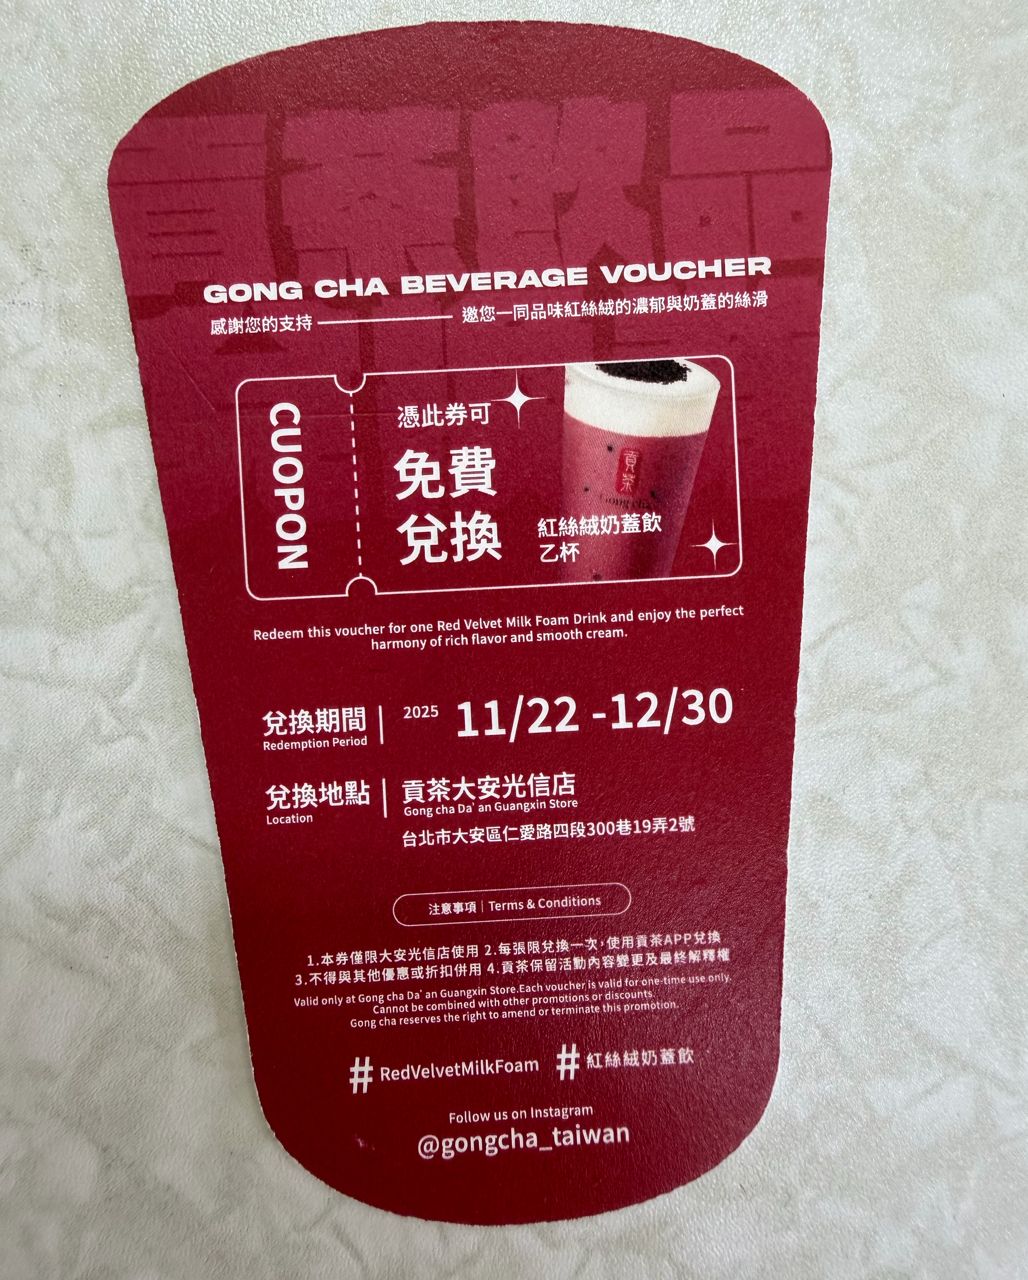 貢茶飲品
GONG CHA BEVERAGE VOUCHER
感謝您的支持 邀您一同品味紅絲絨的濃郁與奶蓋的絲滑
CUOPON
憑此券可
免費
兌換
紅絲絨奶蓋飲
乙杯
貢茶
Gong cha
Redeem this voucher for one Red Velvet Milk Foam Drink and enjoy the perfect
harmony of rich flavor and smooth cream.
兌換期間 2025 11/22 -12/30
Redemption Period
兌換地點 貢茶大安光信店
Location Gong cha Da' an Guangxin Store
台北市大安區仁愛路四段300巷19弄2號
注意事項 | Terms & Conditions
1.本券僅限大安光信店使用 2.每張限兌換一次，使用貢茶APP兌換
3.不得與其他優惠或折扣併用 4.貢茶保留活動內容變更及最終解釋權
Valid only at Gong cha Da' an Guangxin Store.Each voucher is valid for one-time use only.
Cannot be combined with other promotions or discounts.
Gong cha reserves the right to amend or terminate this promotion.
# RedVelvetMilkFoam # 紅絲絨奶蓋飲
Follow us on Instagram
@gongcha_taiwan